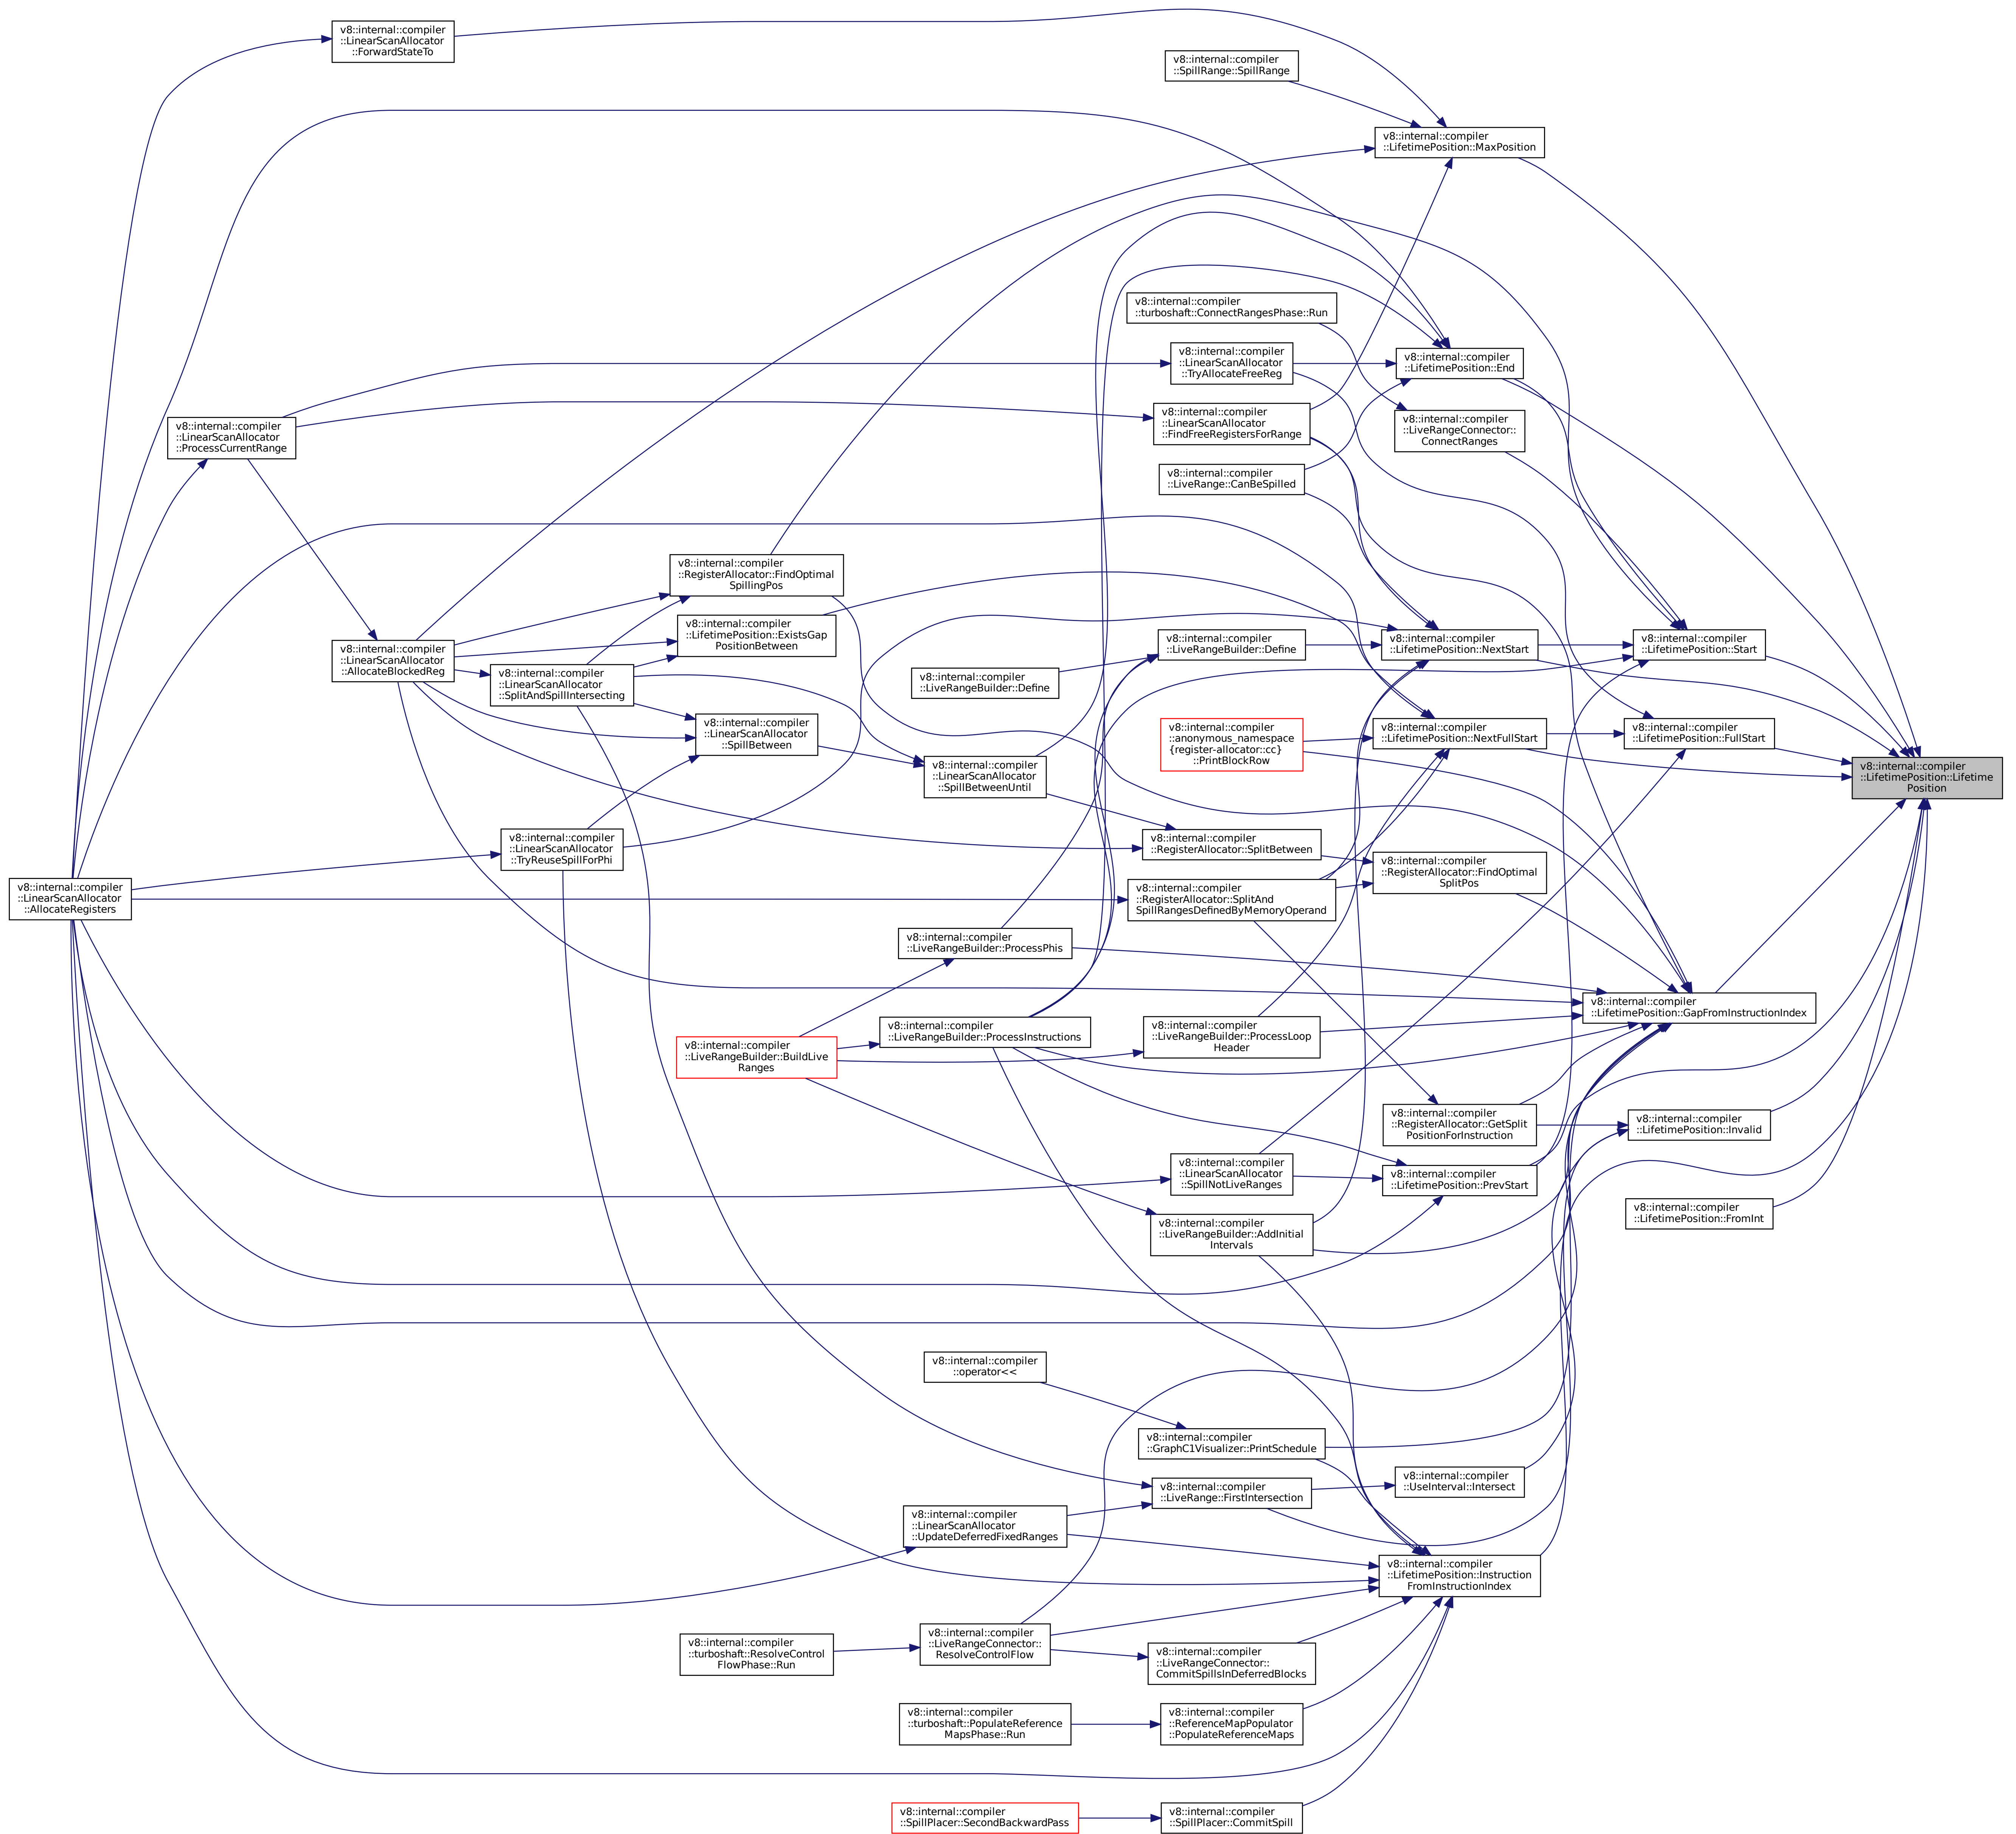 v8::internal::compiler
::LinearScanAllocator
::ForwardStateTo
v8::internal::compiler
::SpillRange::SpillRange
v8::internal::compiler
::LifetimePosition::MaxPosition
v8::internal::compiler
::turboshaft::ConnectRangesPhase::Run
v8::internal::compiler
::LinearScanAllocator
::TryAllocateFreeReg
v8::internal::compiler
::LifetimePosition::End
v8::internal::compiler
::LinearScanAllocator
::ProcessCurrentRange
v8::internal::compiler
::LinearScanAllocator
::FindFreeRegistersForRange
v8::internal::compiler
::LiveRangeConnector::
ConnectRanges
v8::internal::compiler
::LiveRange::CanBeSpilled
v8::internal::compiler
::RegisterAllocator::FindOptimal
SpillingPos
v8::internal::compiler
::LifetimePosition::ExistsGap
PositionBetween
v8::internal::compiler
::LinearScanAllocator
::AllocateBlockedReg
v8::internal::compiler
::LinearScanAllocator
::SplitAndSpillIntersecting
v8::internal::compiler
::LiveRangeBuilder::Define
v8::internal::compiler
::LiveRangeBuilder::Define
v8::internal::compiler
::LifetimePosition::NextStart
v8::internal::compiler
::LifetimePosition::Start
v8::internal::compiler
::LinearScanAllocator
::SpillBetween
v8::internal::compiler
::anonymous_namespace
{register-allocator::cc}
::PrintBlockRow
v8::internal::compiler
::LifetimePosition::NextFullStart
v8::internal::compiler
::LifetimePosition::FullStart
v8::internal::compiler
::LinearScanAllocator
::SpillBetweenUntil
v8::internal::compiler
::LifetimePosition::Lifetime
Position
v8::internal::compiler
::LinearScanAllocator
::TryReuseSpillForPhi
v8::internal::compiler
::RegisterAllocator::SplitBetween
v8::internal::compiler
::RegisterAllocator::FindOptimal
SplitPos
v8::internal::compiler
::LinearScanAllocator
::AllocateRegisters
v8::internal::compiler
::RegisterAllocator::SplitAnd
SpillRangesDefinedByMemoryOperand
v8::internal::compiler
::LiveRangeBuilder::ProcessPhis
v8::internal::compiler
::LifetimePosition::GapFromInstructionIndex
v8::internal::compiler
::LiveRangeBuilder::BuildLive
Ranges
v8::internal::compiler
::LiveRangeBuilder::ProcessInstructions
v8::internal::compiler
::LiveRangeBuilder::ProcessLoop
Header
v8::internal::compiler
::RegisterAllocator::GetSplit
PositionForInstruction
v8::internal::compiler
::LifetimePosition::Invalid
v8::internal::compiler
::LinearScanAllocator
::SpillNotLiveRanges
v8::internal::compiler
::LifetimePosition::PrevStart
v8::internal::compiler
::LifetimePosition::FromInt
v8::internal::compiler
::LiveRangeBuilder::AddInitial
Intervals
v8::internal::compiler
::operator<<
v8::internal::compiler
::GraphC1Visualizer::PrintSchedule
v8::internal::compiler
::UseInterval::Intersect
v8::internal::compiler
::LiveRange::FirstIntersection
v8::internal::compiler
::LinearScanAllocator
::UpdateDeferredFixedRanges
v8::internal::compiler
::LifetimePosition::Instruction
FromInstructionIndex
v8::internal::compiler
::turboshaft::ResolveControl
FlowPhase::Run
v8::internal::compiler
::LiveRangeConnector::
ResolveControlFlow
v8::internal::compiler
::LiveRangeConnector::
CommitSpillsInDeferredBlocks
v8::internal::compiler
::turboshaft::PopulateReference
MapsPhase::Run
v8::internal::compiler
::ReferenceMapPopulator
::PopulateReferenceMaps
v8::internal::compiler
::SpillPlacer::SecondBackwardPass
v8::internal::compiler
::SpillPlacer::CommitSpill